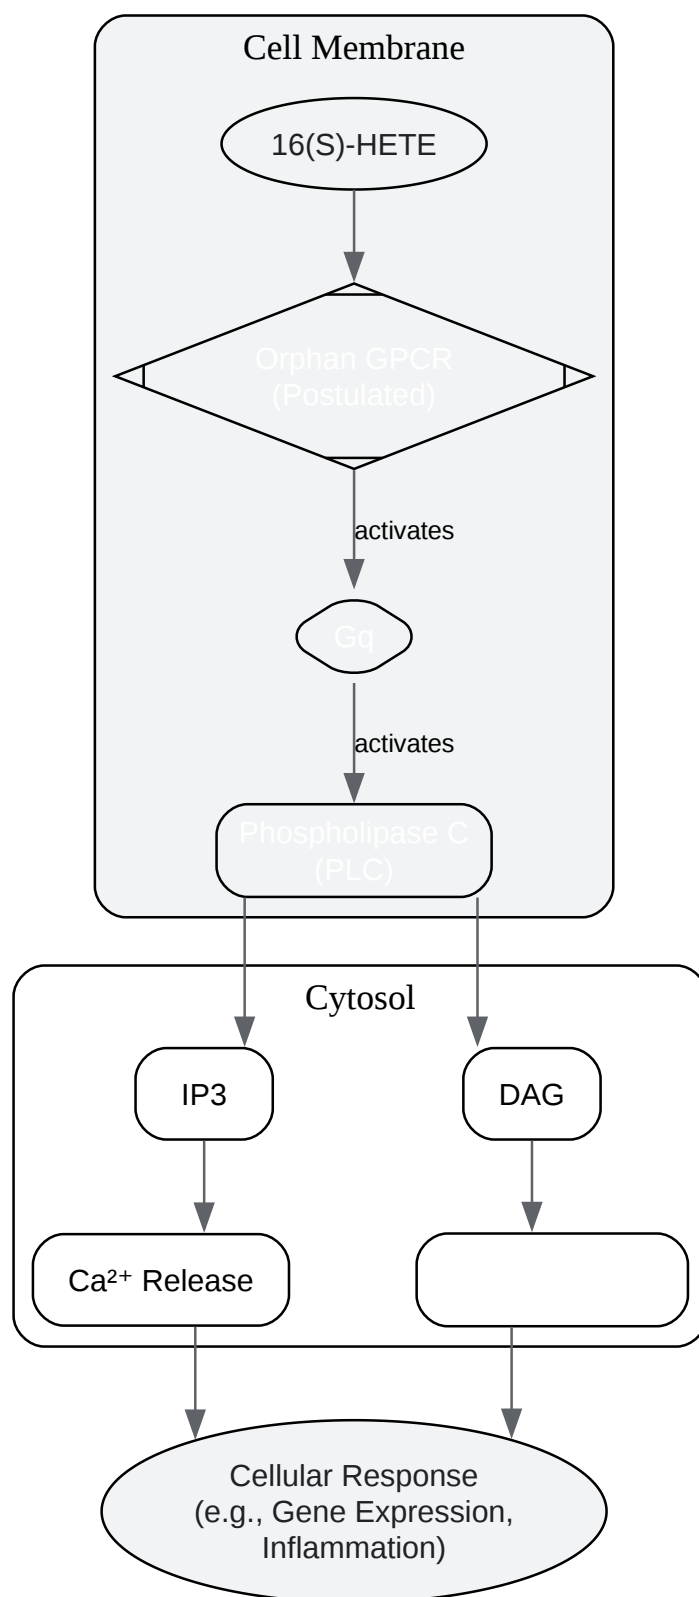 Cell Membrane
16(S)-HETE
Orphan GPCR
(Postulated)
activates
Gq
activates
Phospholipase C
(PLC)
Cytosol
IP3
DAG
Ca²⁺ Release
Cellular Response
(e.g., Gene Expression,
Inflammation)